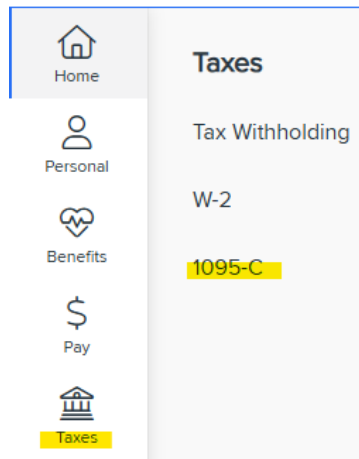 Home
Personal
Benefits
Pay
Taxes
Taxes
Tax Withholding
W-2
1095-C